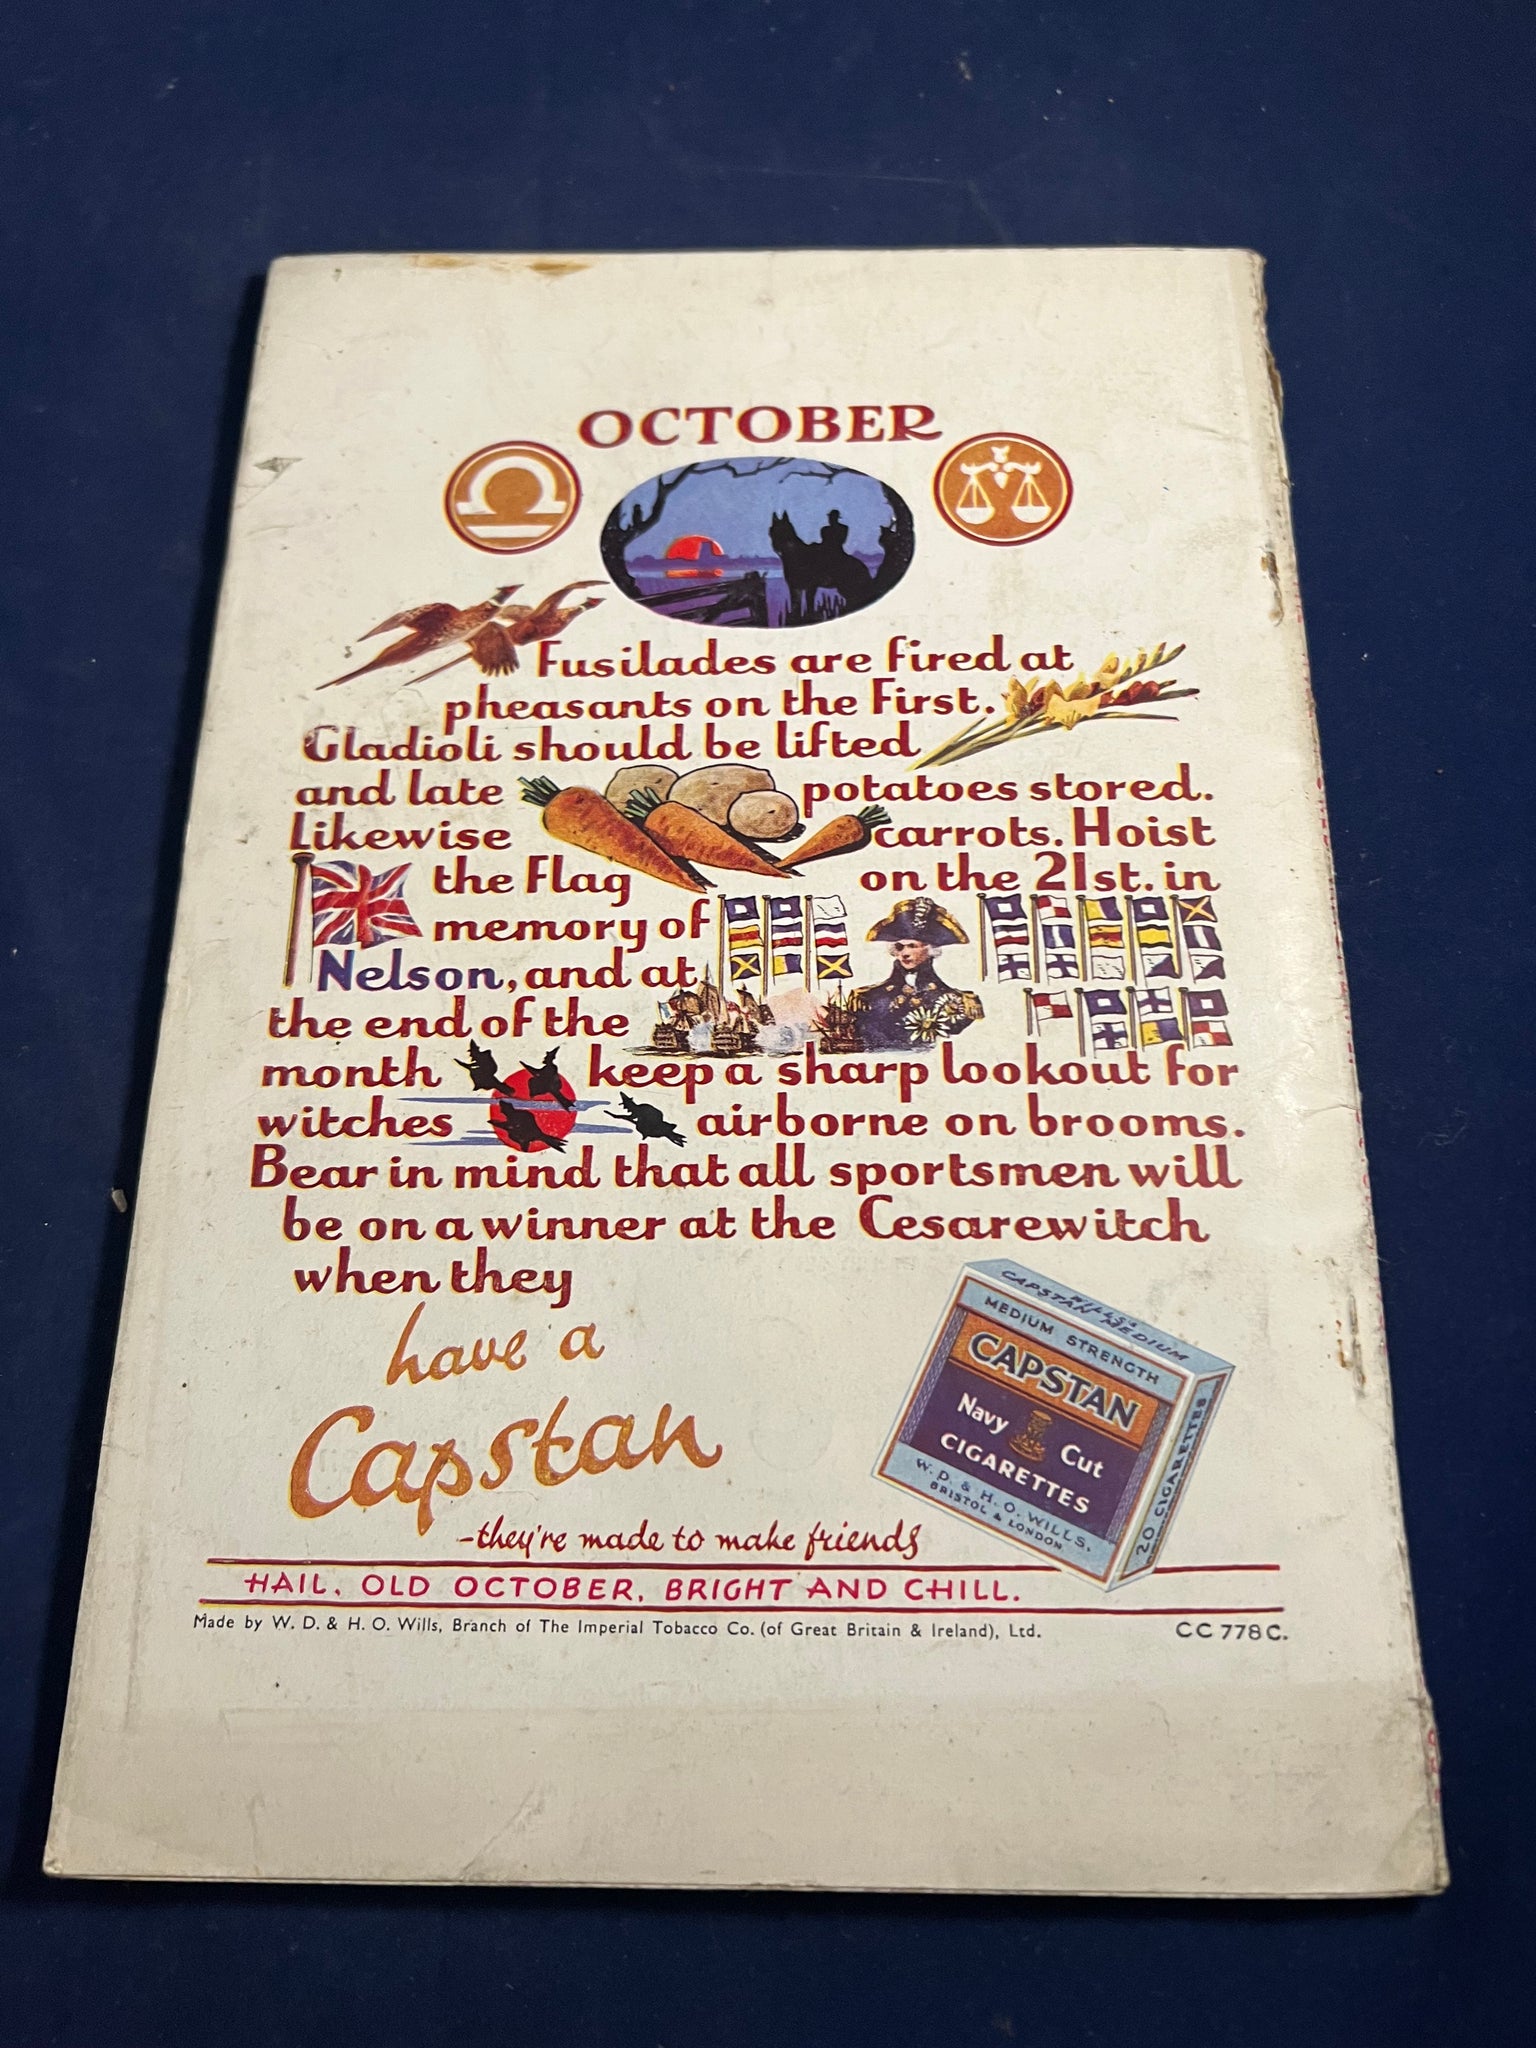 OCTOBER
Fusilades are fired at
pheasants on the First.
Gladioli should be lifted
and late potatoes stored.
Likewise carrots. Hoist
the Flag on the 21st. in
memory of
Nelson, and at
the end of the
month keep a sharp lookout for
witches airborne on brooms.
Bear in mind that all sportsmen will
be on a winner at the Cesarewitch
when they
have a
Capstan
-they're made to make friends
WILLS'S
CAPSTAN MEDIUM
MEDIUM STRENGTH
CAPSTAN
Navy Cut
CIGARETTES
W. D. & H. O. WILLS,
BRISTOL & LONDON
20 CIGARETTES
HAIL, OLD OCTOBER, BRIGHT AND CHILL.
Made by W. D. & H. O. Wills, Branch of The Imperial Tobacco Co. (of Great Britain & Ireland), Ltd. CC 778 C.